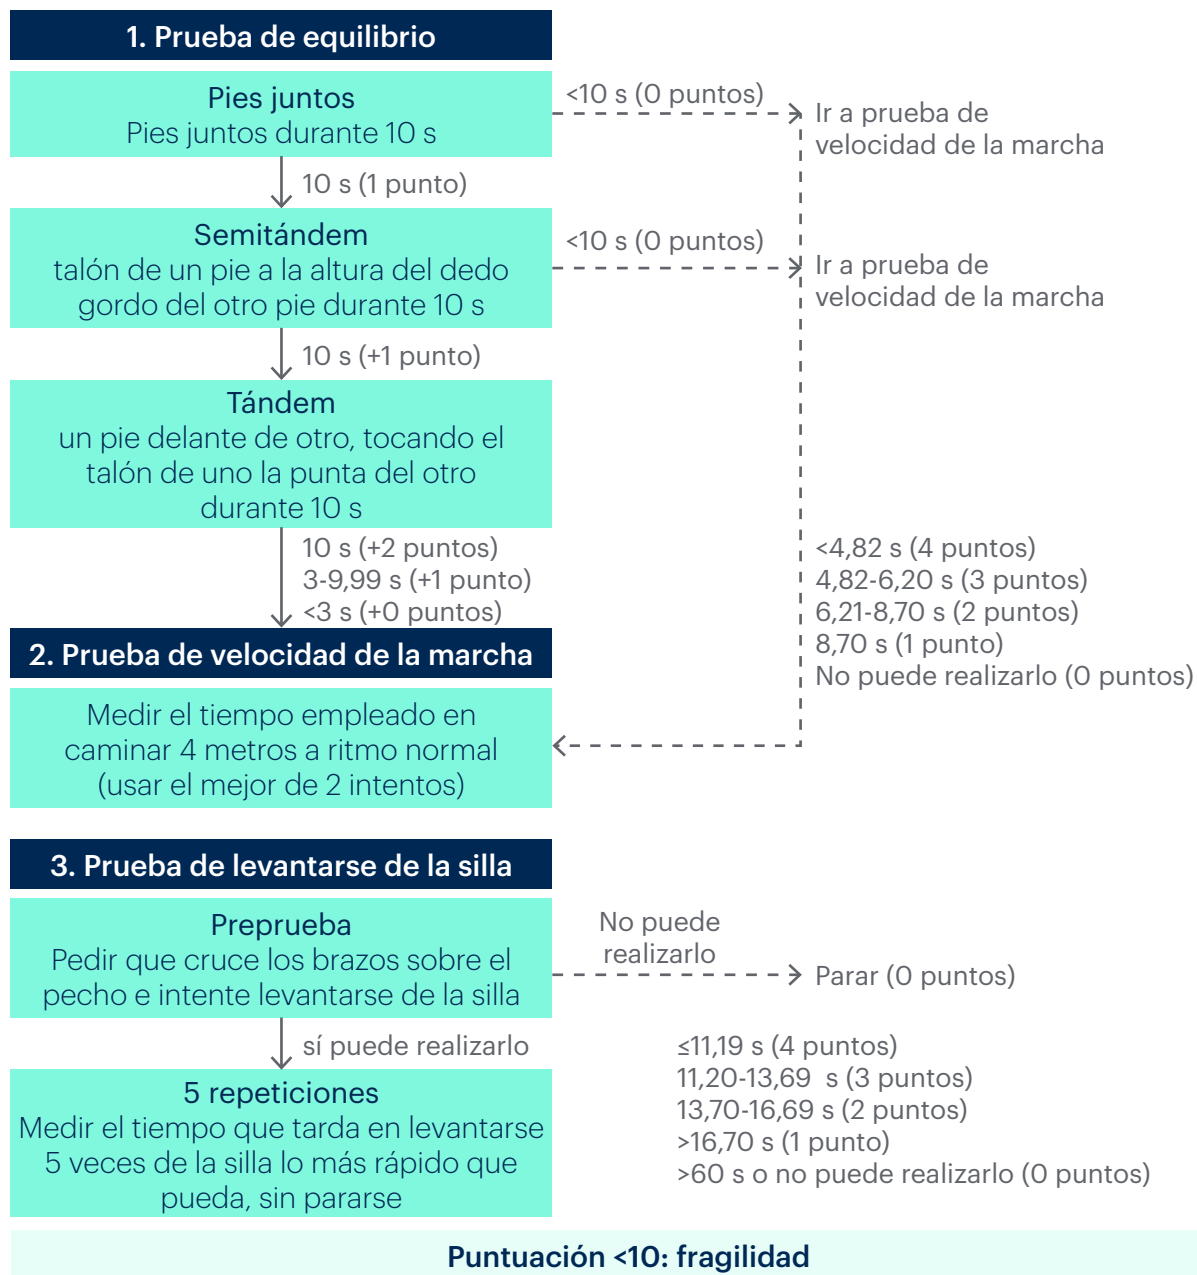 1. Prueba de equilibrio
Pies juntos
Pies juntos durante 10 s
<10 s (0 puntos)
Ir a prueba de
velocidad de la marcha
10 s (1 punto)
Semitándem
talón de un pie a la altura del dedo
gordo del otro pie durante 10 s
<10 s (0 puntos)
Ir a prueba de
velocidad de la marcha
10 s (+1 punto)
Tándem
un pie delante de otro, tocando el
talón de uno la punta del otro
durante 10 s
10 s (+2 puntos)
3-9,99 s (+1 punto)
<3 s (+0 puntos)
2. Prueba de velocidad de la marcha
Medir el tiempo empleado en
caminar 4 metros a ritmo normal
(usar el mejor de 2 intentos)
<4,82 s (4 puntos)
4,82-6,20 s (3 puntos)
6,21-8,70 s (2 puntos)
8,70 s (1 punto)
No puede realizarlo (0 puntos)
3. Prueba de levantarse de la silla
Preprueba
Pedir que cruce los brazos sobre el
pecho e intente levantarse de la silla
No puede
realizarlo
Parar (0 puntos)
sí puede realizarlo
5 repeticiones
Medir el tiempo que tarda en levantarse
5 veces de la silla lo más rápido que
pueda, sin pararse
≤11,19 s (4 puntos)
11,20-13,69 s (3 puntos)
13,70-16,69 s (2 puntos)
>16,70 s (1 punto)
>60 s o no puede realizarlo (0 puntos)
Puntuación <10: fragilidad